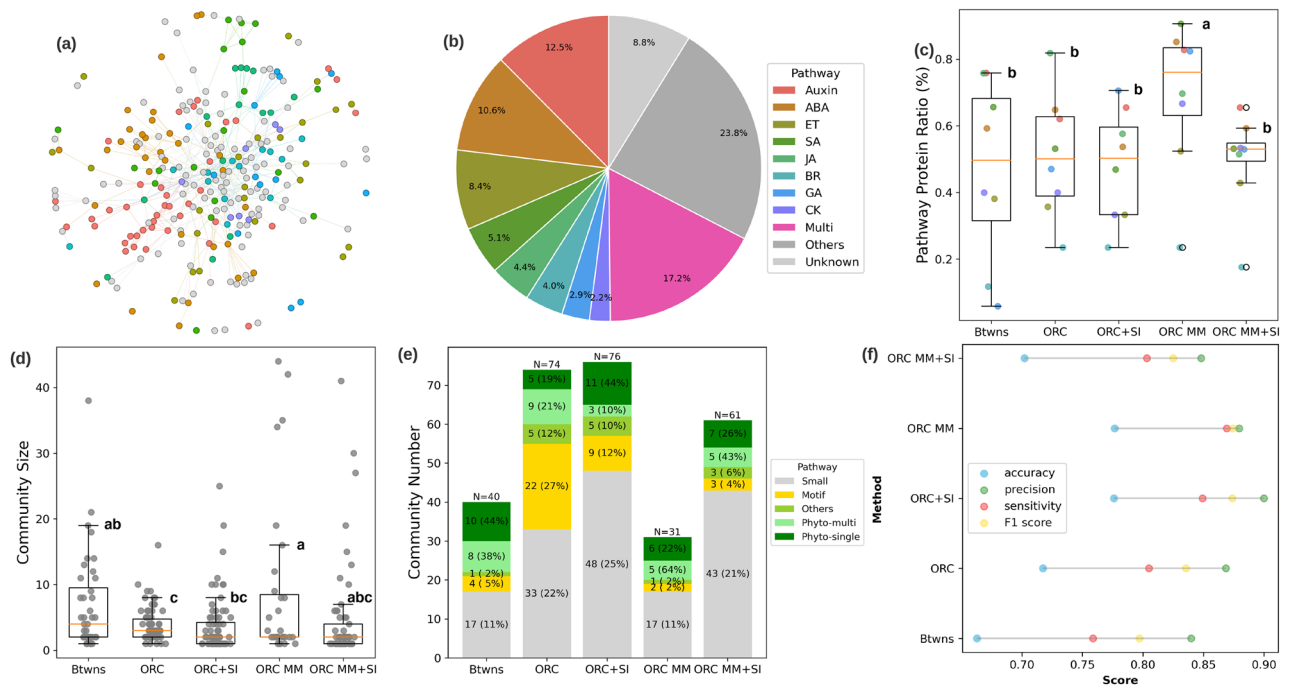 (a)
(b)
12.5%
8.8%
10.6%
23.8%
8.4%
5.1%
4.4%
4.0%
2.9%
2.2%
17.2%
Pathway
Auxin
ABA
ET
SA
JA
BR
GA
CK
Multi
Others
Unknown
(c)
Pathway Protein Ratio (%)
0.8
0.6
0.4
0.2
b
b
b
a
b
Btwns
ORC
ORC+SI
ORC MM
ORC MM+SI
(d)
Community Size
40
30
20
10
0
ab
c
bc
a
abc
Btwns
ORC
ORC+SI
ORC MM
ORC MM+SI
(e)
Community Number
70
60
50
40
30
20
10
0
N=40
10 (44%)
8 (38%)
1 ( 2%)
4 ( 5%)
17 (11%)
N=74
5 (19%)
9 (21%)
5 (12%)
22 (27%)
33 (22%)
N=76
11 (44%)
3 (10%)
5 (10%)
9 (12%)
48 (25%)
N=31
6 (22%)
5 (64%)
1 ( 2%)
2 ( 2%)
17 (11%)
N=61
7 (26%)
5 (43%)
3 ( 6%)
3 ( 4%)
43 (21%)
Btwns
ORC
ORC+SI
ORC MM
ORC MM+SI
Pathway
Small
Motif
Others
Phyto-multi
Phyto-single
(f)
Method
ORC MM+SI
ORC MM
ORC+SI
ORC
Btwns
accuracy
precision
sensitivity
F1 score
0.70
0.75
0.80
0.85
0.90
Score